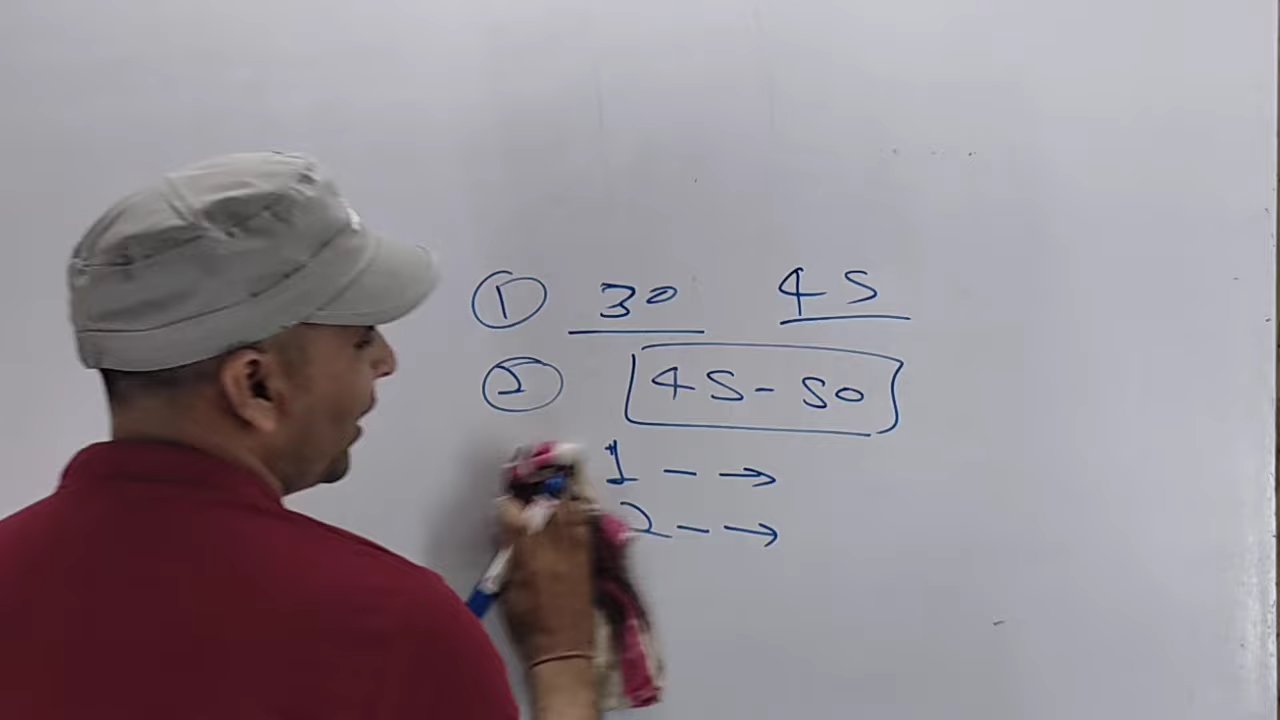 ① 30 45
② 45-50
1 - →
2 - →